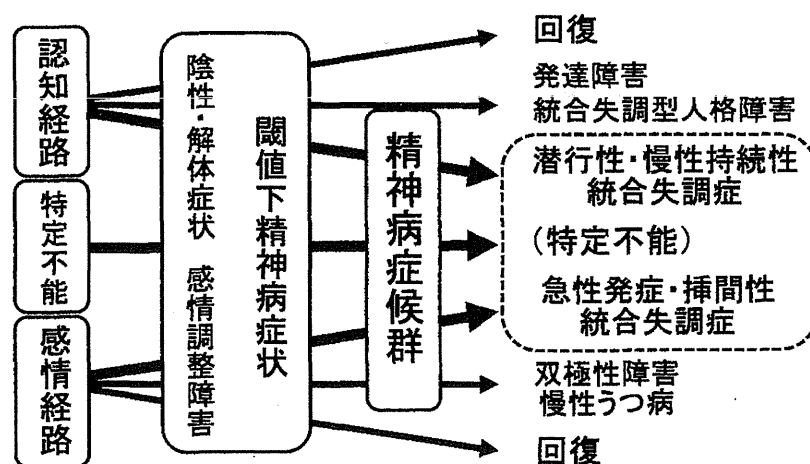 認知経路
特定不能
感情経路
陰性・解体症状 感情調整障害
閾値下精神病症状
精神病症候群
回復
発達障害
統合失調型人格障害
潜行性・慢性持続性
統合失調症
(特定不能)
急性発症・挿間性
統合失調症
双極性障害
慢性うつ病
回復